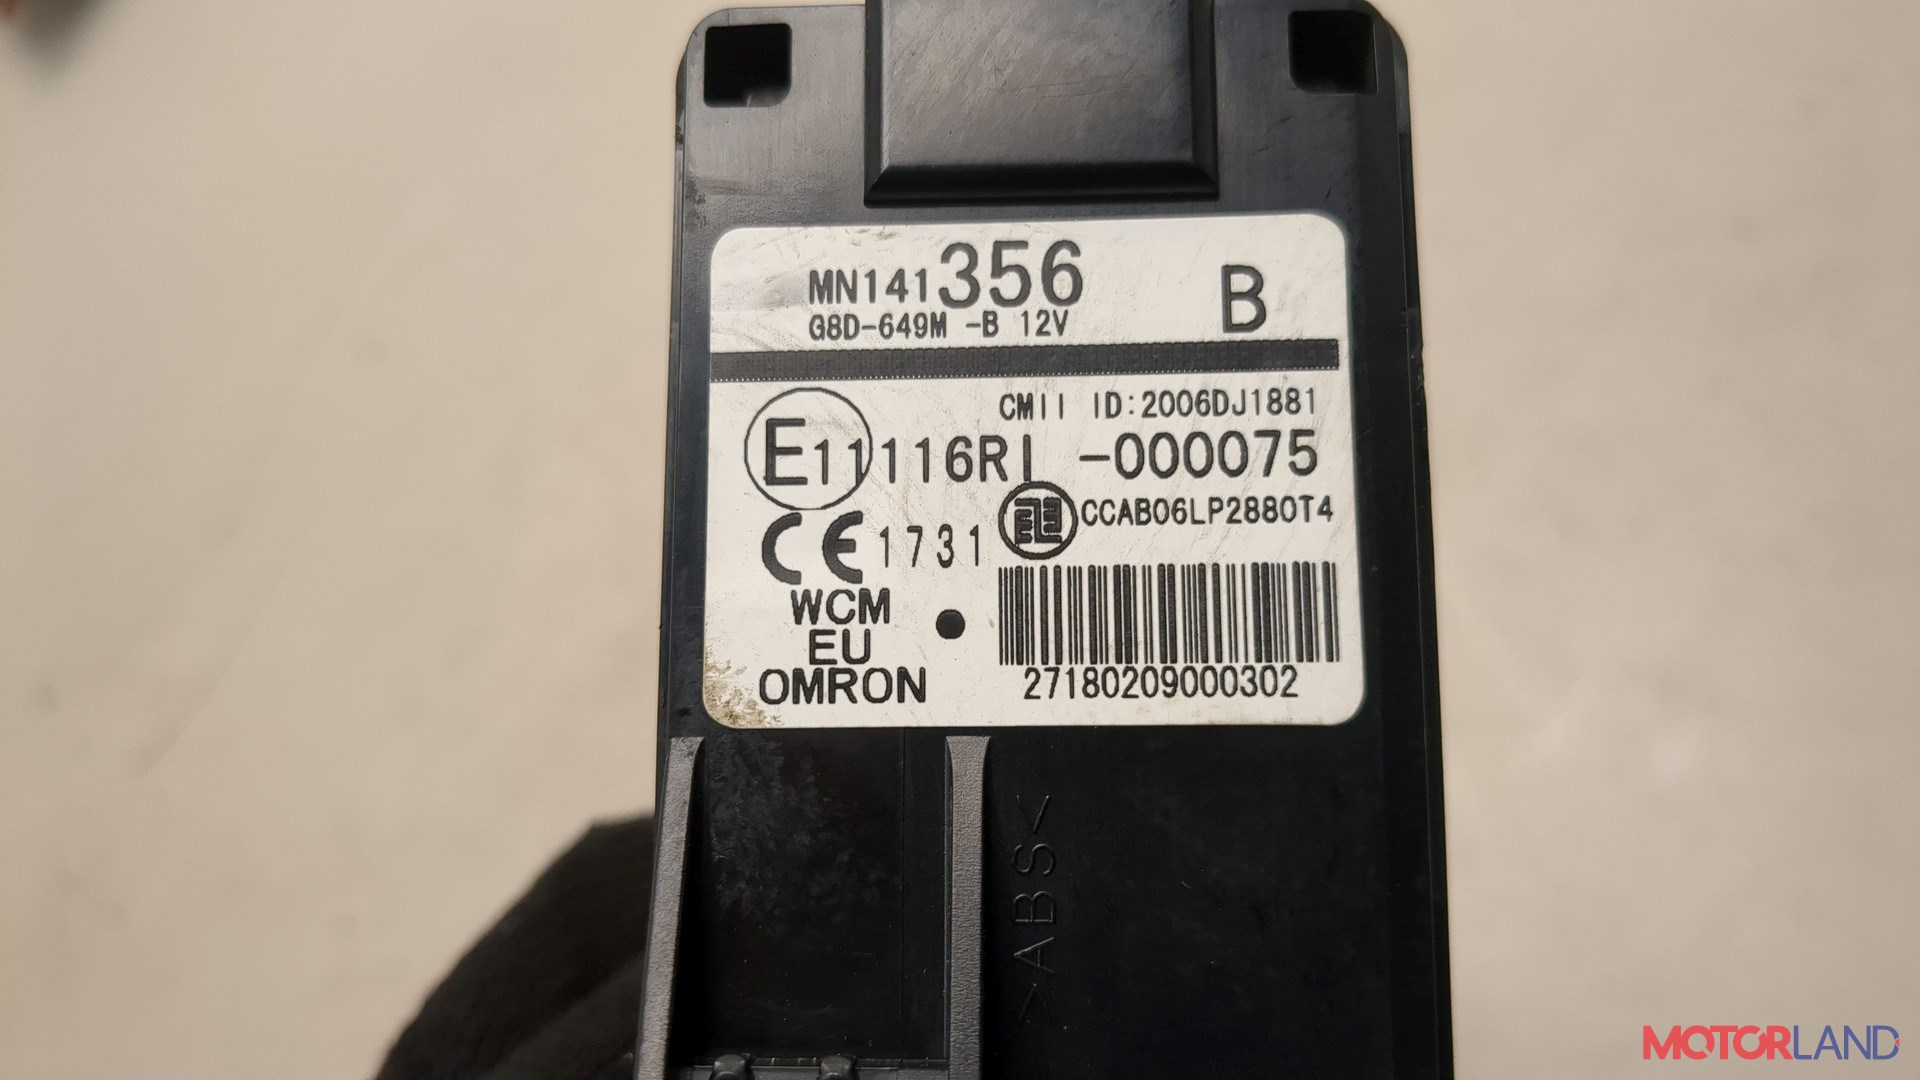 MN141356
B
G8D-649M -B 12V
CMII ID:2006DJ1881
E11 116RI -000075
CE1731
CCAB06LP2880T4
WCM
EU
OMRON
27180209000302
>ABS<
MOTORLAND